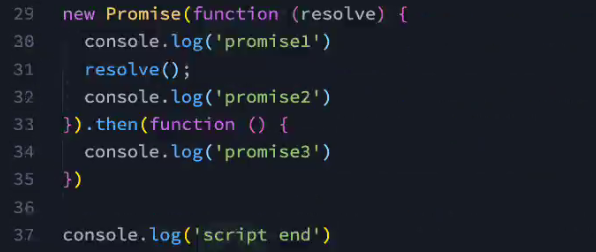 29 new Promise(function (resolve) {
30   console.log('promise1')
31   resolve();
32   console.log('promise2')
33 }).then(function () {
34   console.log('promise3')
35 })
36
37 console.log('script end')